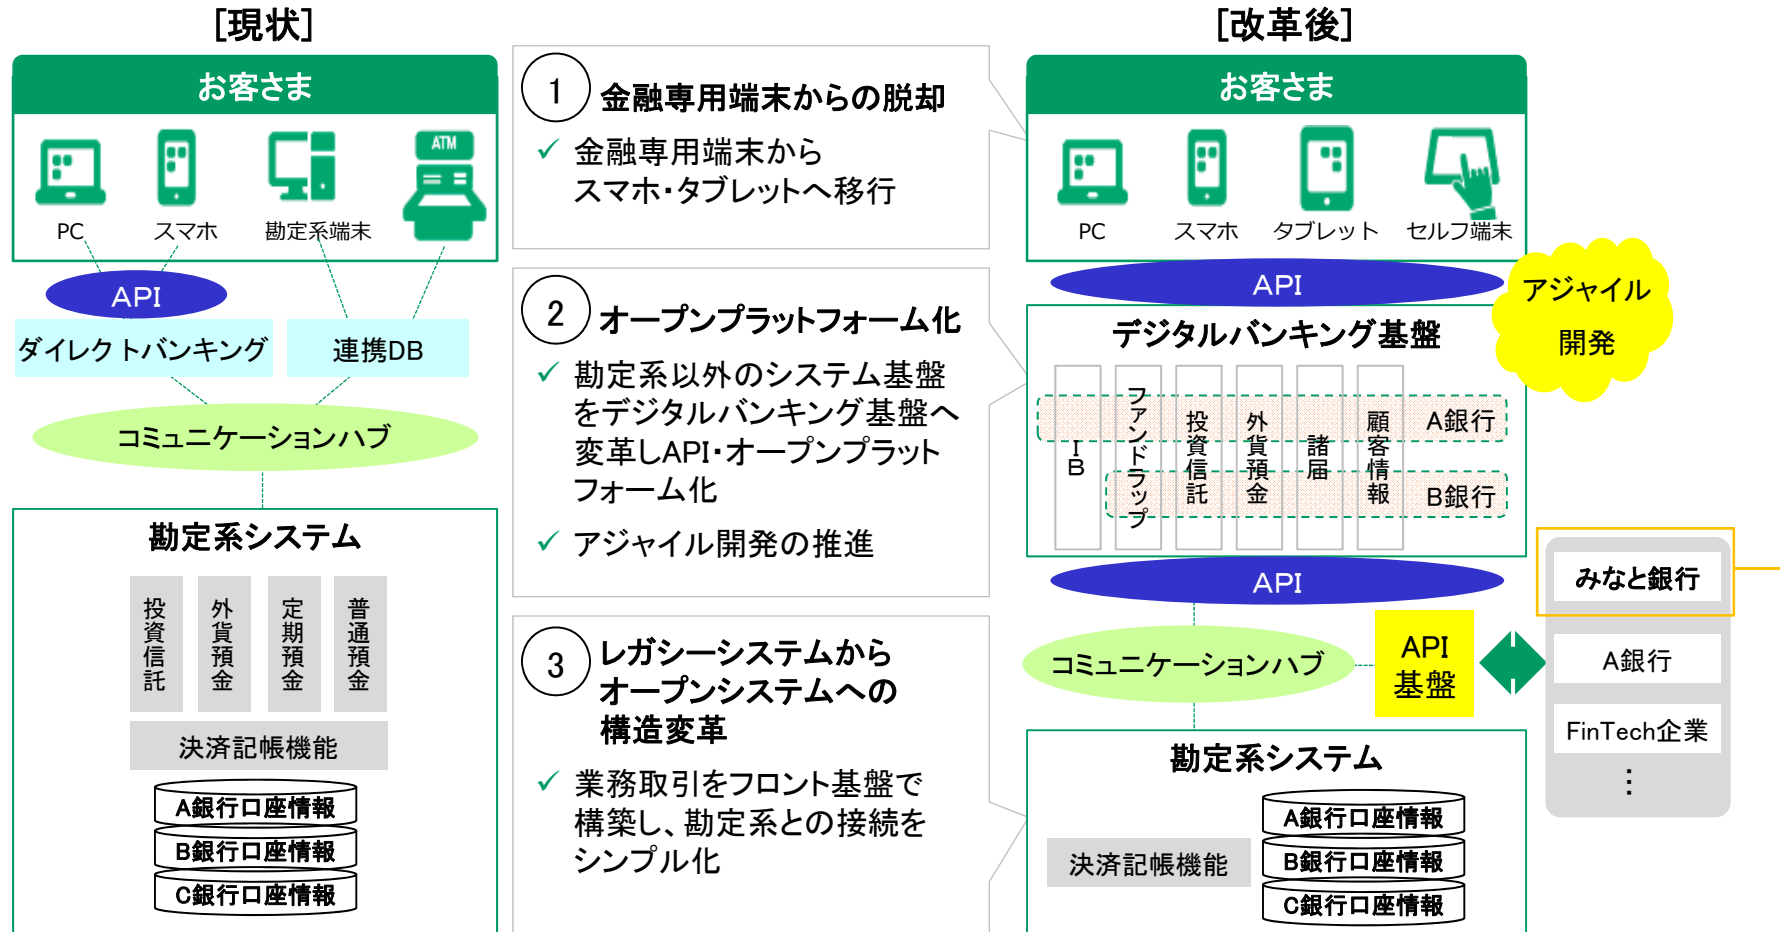 [現状]
お客さま
ATM
PC
スマホ
勘定系端末
API
ダイレクトバンキング
連携DB
コミュニケーションハブ
勘定系システム
投資信託
外貨預金
定期預金
普通預金
決済記帳機能
A銀行口座情報
B銀行口座情報
C銀行口座情報
1
金融専用端末からの脱却
✓ 金融専用端末から
スマホ・タブレットへ移行
2
オープンプラットフォーム化
✓ 勘定系以外のシステム基盤
をデジタルバンキング基盤へ
変革しAPI・オープンプラット
フォーム化
✓ アジャイル開発の推進
3
レガシーシステムから
オープンシステムへの
構造変革
✓ 業務取引をフロント基盤で
構築し、勘定系との接続を
シンプル化
[改革後]
お客さま
PC
スマホ
タブレット
セルフ端末
API
アジャイル
開発
デジタルバンキング基盤
IB
ファンドラップ
投資信託
外貨預金
諸届
顧客情報
A銀行
B銀行
API
コミュニケーションハブ
API
基盤
みなと銀行
A銀行
FinTech企業
⋮
勘定系システム
決済記帳機能
A銀行口座情報
B銀行口座情報
C銀行口座情報